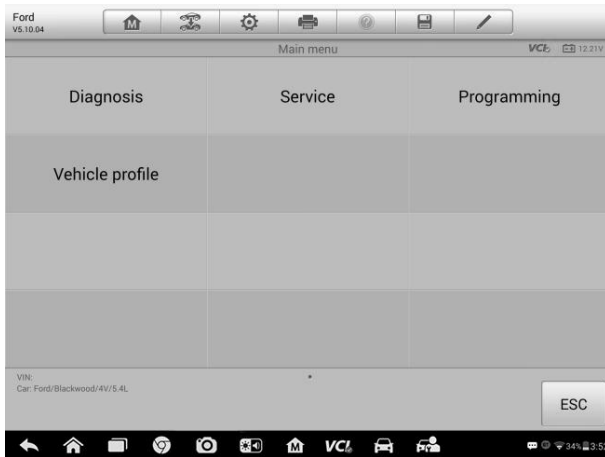 Ford
V5.10.04
M
?
Main menu
VCI
12.21V
Diagnosis
Service
Programming
Vehicle profile
VIN:
Car: Ford/Blackwood/4V/5.4L
ESC
M
VCI
34%